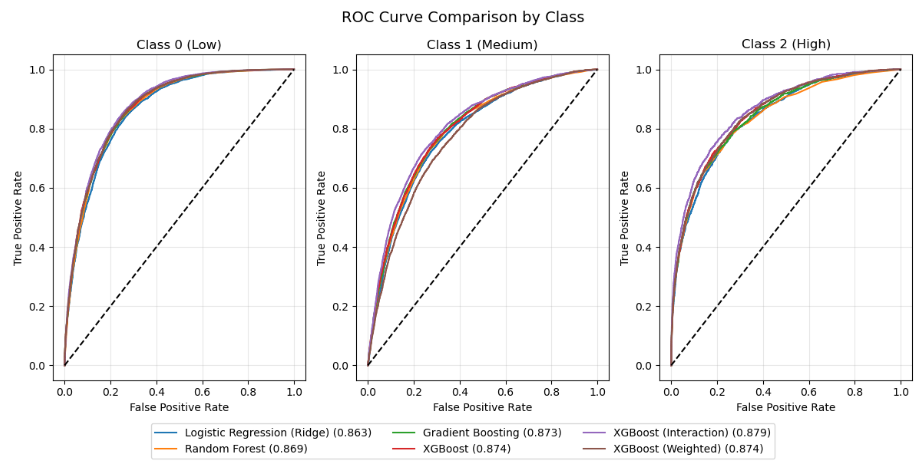 ROC Curve Comparison by Class
Class 0 (Low)
1.0
0.8
0.6
0.4
0.2
0.0
True Positive Rate
0.0 0.2 0.4 0.6 0.8 1.0
False Positive Rate
Class 1 (Medium)
1.0
0.8
0.6
0.4
0.2
0.0
True Positive Rate
0.0 0.2 0.4 0.6 0.8 1.0
False Positive Rate
Class 2 (High)
1.0
0.8
0.6
0.4
0.2
0.0
True Positive Rate
0.0 0.2 0.4 0.6 0.8 1.0
False Positive Rate
Logistic Regression (Ridge) (0.863)
Random Forest (0.869)
Gradient Boosting (0.873)
XGBoost (0.874)
XGBoost (Interaction) (0.879)
XGBoost (Weighted) (0.874)